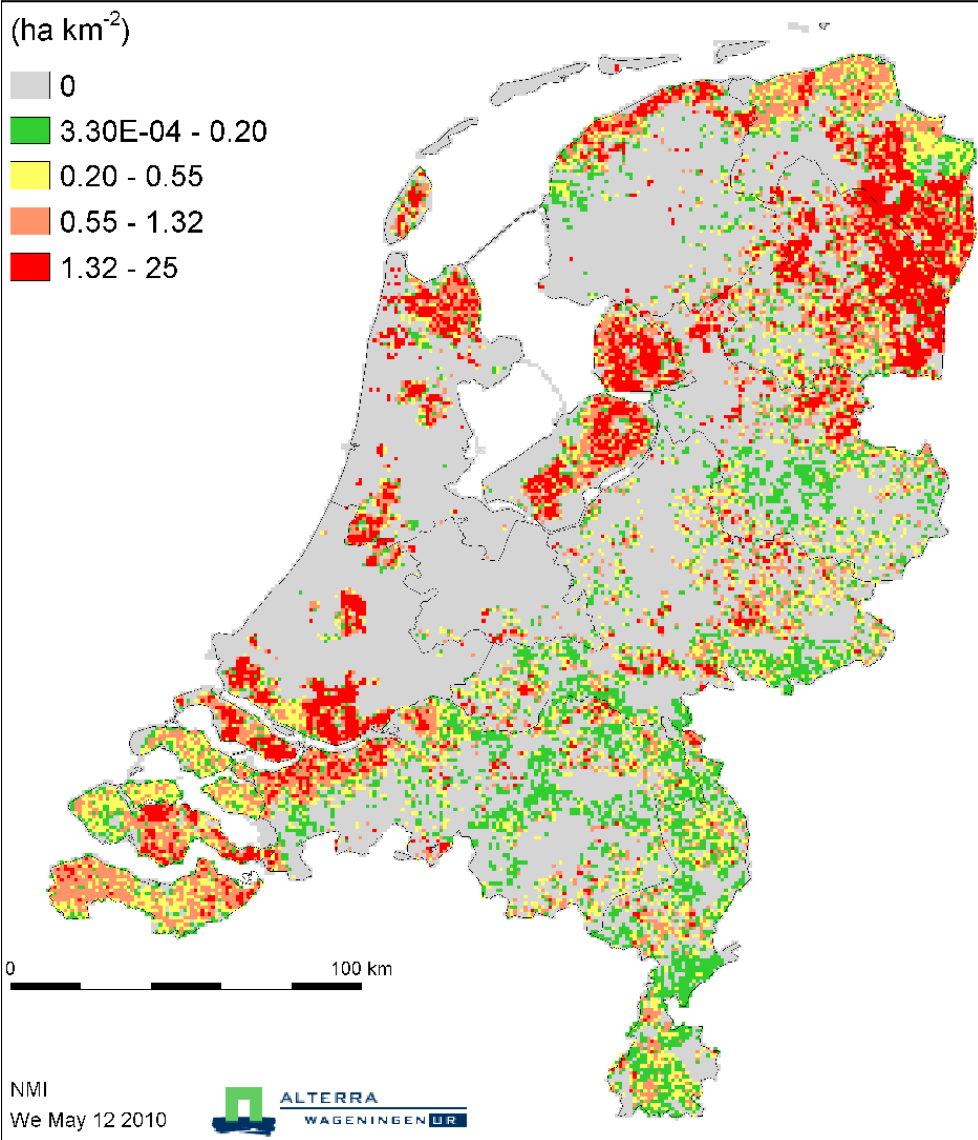 (ha km-2)
0
3.30E-04 - 0.20
0.20 - 0.55
0.55 - 1.32
1.32 - 25
0 100 km
NMI
We May 12 2010
ALTERRA
WAGENINGEN UR